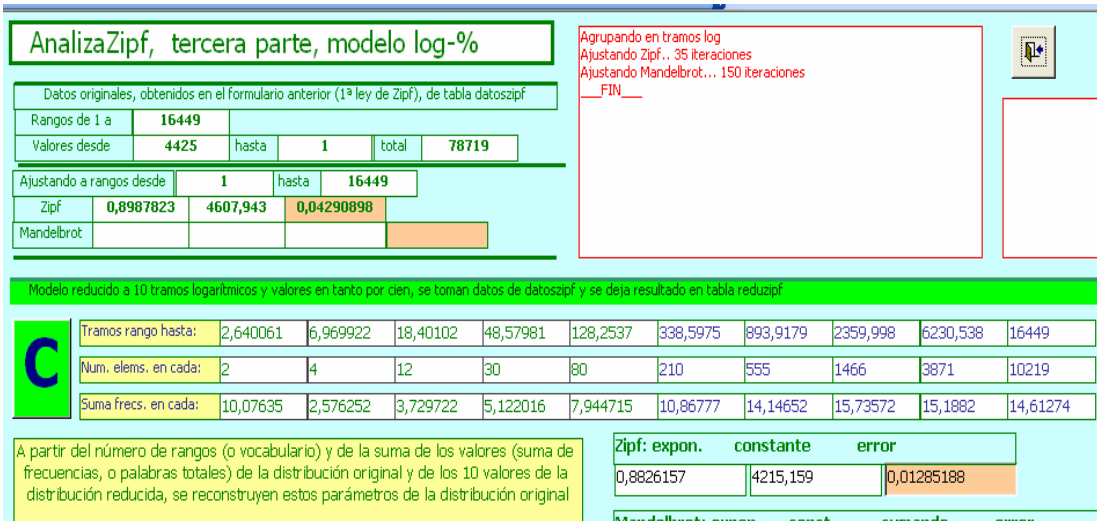 AnalizaZipf, tercera parte, modelo log-%
Datos originales, obtenidos en el formulario anterior (1ª ley de Zipf), de tabla datoszipf
Rangos de 1 a 16449
Valores desde 4425 hasta 1 total 78719
Ajustando a rangos desde 1 hasta 16449
Zipf 0,8987823 4607,943 0,04290898
Mandelbrot
Agrupando en tramos log
Ajustando Zipf.. 35 iteraciones
Ajustando Mandelbrot... 150 iteraciones
___FIN___
Modelo reducido a 10 tramos logarítmicos y valores en tanto por cien, se toman datos de datoszipf y se deja resultado en tabla reduzipf
C
Tramos rango hasta: 2,640061 6,969922 18,40102 48,57981 128,2537 338,5975 893,9179 2359,998 6230,538 16449
Num. elems. en cada: 2 4 12 30 80 210 555 1466 3871 10219
Suma frecs. en cada: 10,07635 2,576252 3,729722 5,122016 7,944715 10,86777 14,14652 15,73572 15,1882 14,61274
A partir del número de rangos (o vocabulario) y de la suma de los valores (suma de
frecuencias, o palabras totales) de la distribución original y de los 10 valores de la
distribución reducida, se reconstruyen estos parámetros de la distribución original
Zipf: expon. constante error
0,8826157 4215,159 0,01285188
Mandelbrot: expon. const. sumando error